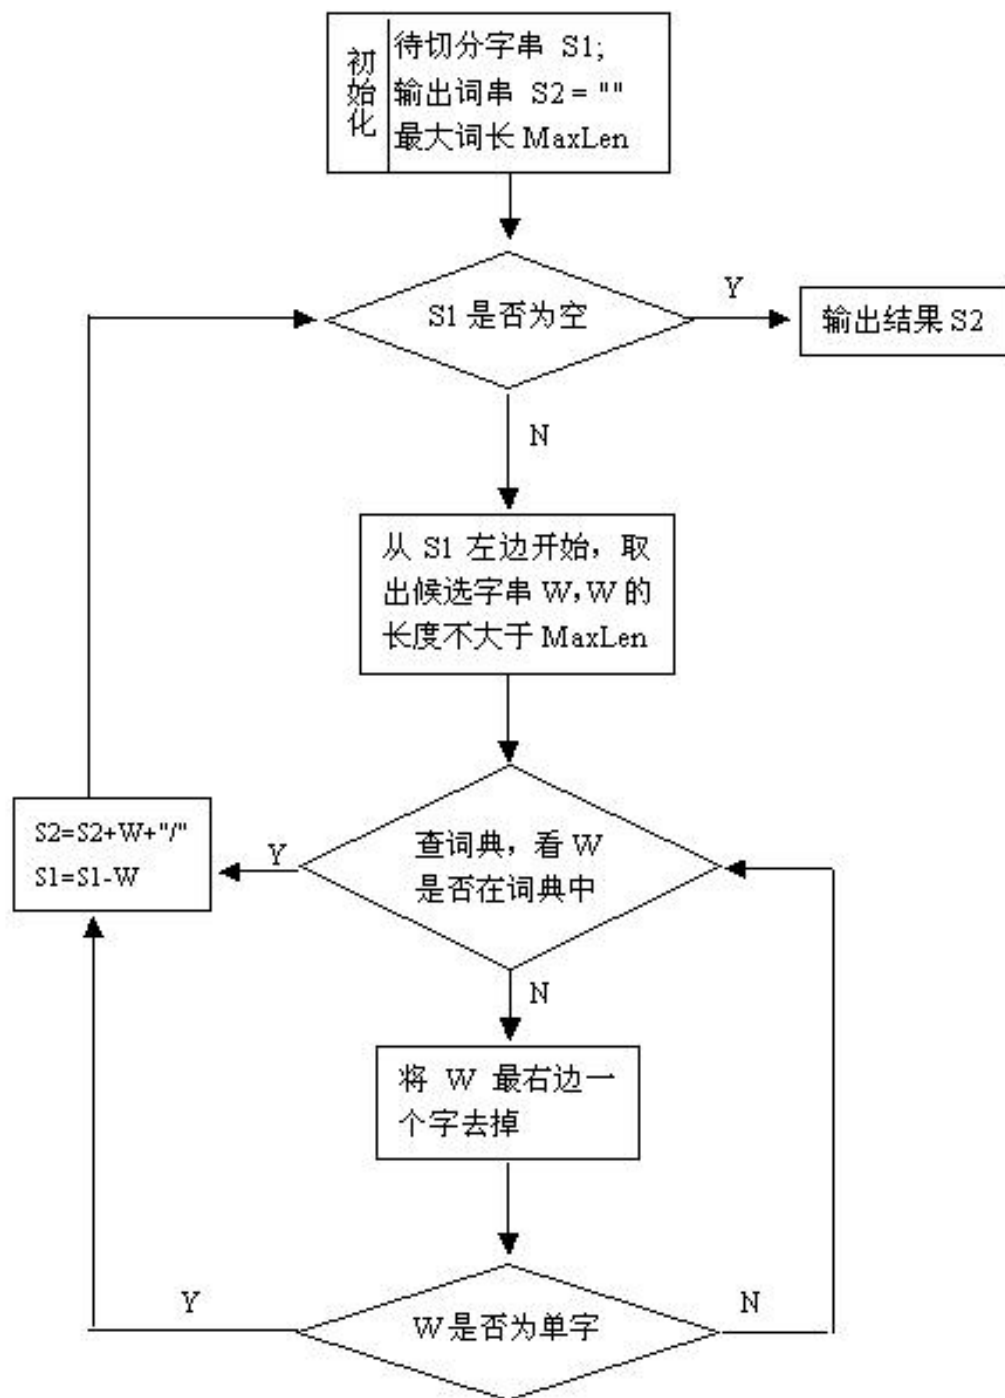 初始化
待切分字串 S1;
输出词串 S2 = ""
最大词长 MaxLen
S1 是否为空
Y
输出结果 S2
N
从 S1 左边开始，取
出候选字串 W，W 的
长度不大于 MaxLen
S2=S2+W+"/"
S1=S1-W
Y
查词典，看 W
是否在词典中
N
将 W 最右边一
个字去掉
Y
W 是否为单字
N